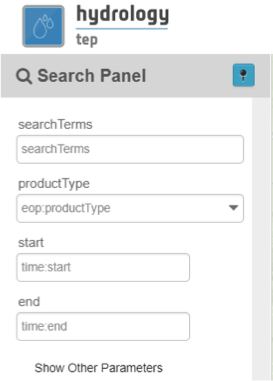 hydrology
tep
Search Panel
searchTerms
searchTerms
productType
eop:productType
start
time:start
end
time:end
Show Other Parameters